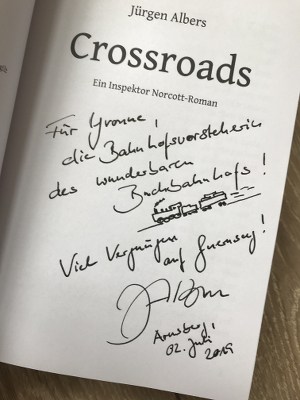 Jürgen Albers
Crossroads
Ein Inspektor Norcott-Roman
Für Yvonne,
die Bahnhofsvorsteherin
des wunderbaren
Buchbahnhofs!
Viel Vergnügen
auf Guernsey!
Arnsberg,
02. Juli
2019